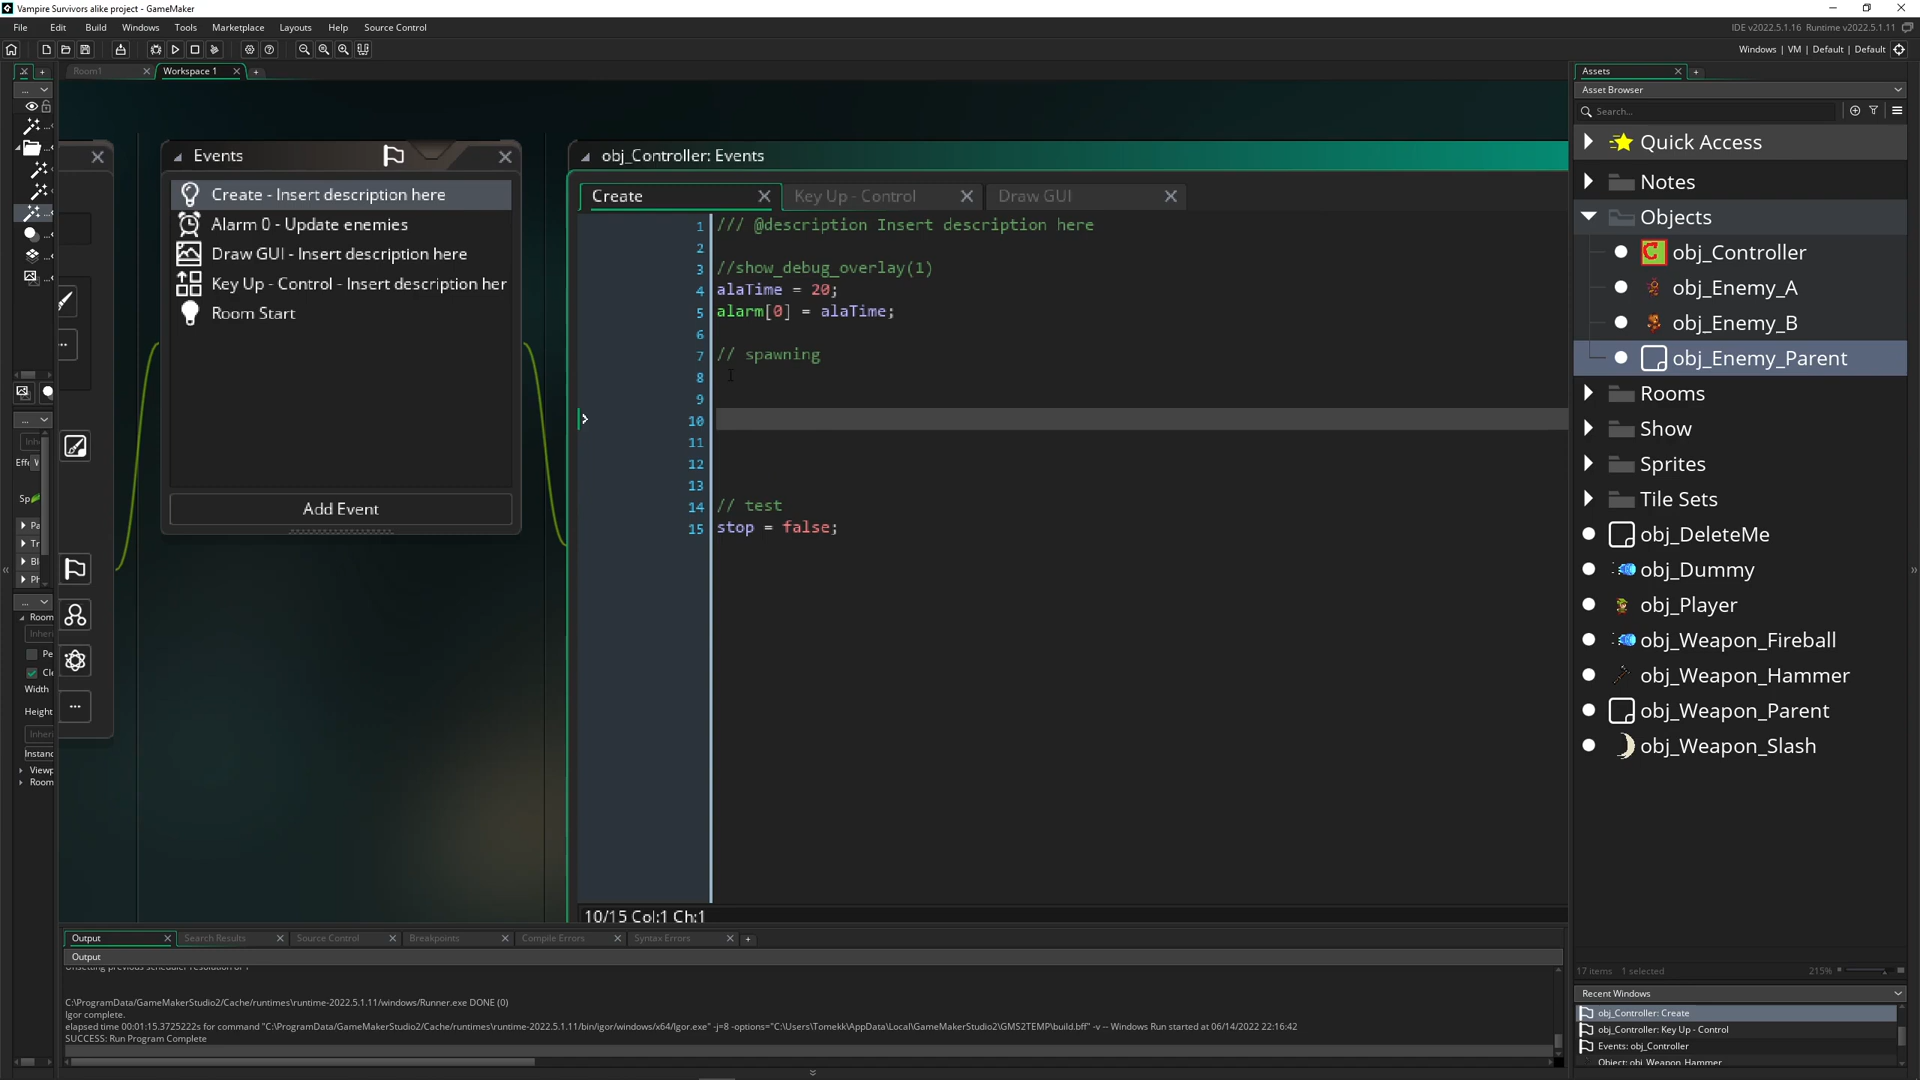 Vampire Survivors alike project - GameMaker
File Edit Build Windows Tools Marketplace Layouts Help Source Control
IDE v2022.5.1.16 Runtime v2022.5.1.11
Windows | VM | Default | Default
Room1
Workspace 1
Assets
Asset Browser
Search...
Quick Access
Notes
Objects
obj_Controller
obj_Enemy_A
obj_Enemy_B
obj_Enemy_Parent
Rooms
Show
Sprites
Tile Sets
obj_DeleteMe
obj_Dummy
obj_Player
obj_Weapon_Fireball
obj_Weapon_Hammer
obj_Weapon_Parent
obj_Weapon_Slash
17 items 1 selected
215%
Recent Windows
obj_Controller: Create
obj_Controller: Key Up - Control
Events: obj_Controller
Object: obj_Weapon_Hammer
Events
Create - Insert description here
Alarm 0 - Update enemies
Draw GUI - Insert description here
Key Up - Control - Insert description her
Room Start
Add Event
obj_Controller: Events
Create
Key Up - Control
Draw GUI
1 /// @description Insert description here
2
3 //show_debug_overlay(1)
4 alaTime = 20;
5 alarm[0] = alaTime;
6
7 // spawning
8
9
10
11
12
13
14 // test
15 stop = false;
10/15 Col:1 Ch:1
Room
Width
Height
Instanc
Viewp
Room
Output
Search Results
Source Control
Breakpoints
Compile Errors
Syntax Errors
Output
C:\ProgramData/GameMakerStudio2/Cache/runtimes\runtime-2022.5.1.11/windows/Runner.exe DONE (0)
Igor complete.
elapsed time 00:01:15.3725222s for command "C:\ProgramData/GameMakerStudio2/Cache/runtimes\runtime-2022.5.1.11/bin/igor/windows/x64/Igor.exe" -j=8 -options="C:\Users\Tomekk\AppData\Local\GameMakerStudio2\GMS2TEMP\build.bff" -v -- Windows Run started at 06/14/2022 22:16:42
SUCCESS: Run Program Complete